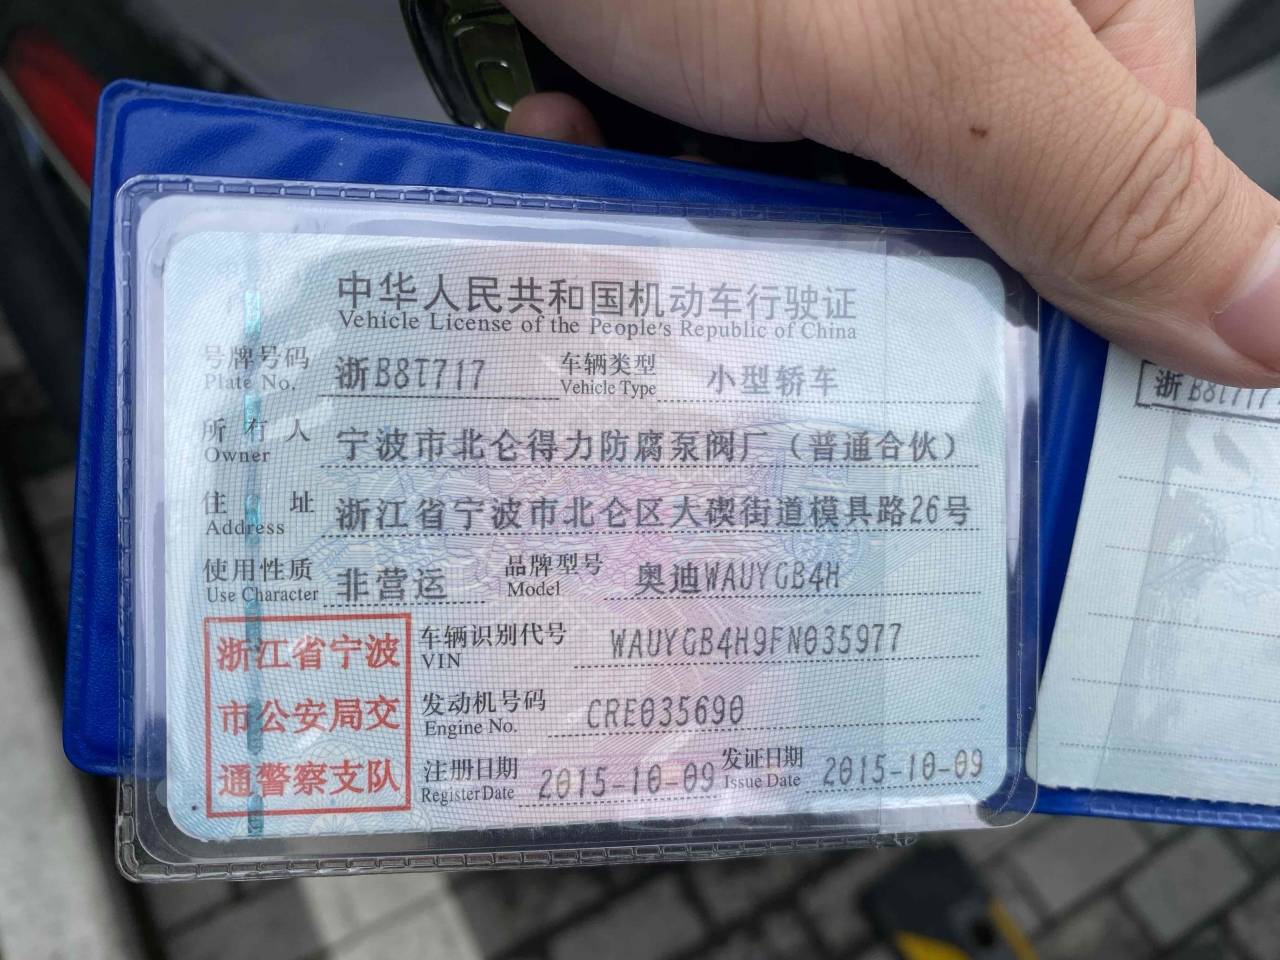 中华人民共和国机动车行驶证
Vehicle License of the People's Republic of China
号牌号码 浙B8T717 车辆类型 小型轿车
Plate No. Vehicle Type
所有人 宁波市北仑得力防腐泵阀厂（普通合伙）
Owner
住址 浙江省宁波市北仑区大碶街道模具路26号
Address
使用性质 非营运 品牌型号 奥迪WAUYGB4H
Use Character Model
浙江省宁波
市公安局交
通警察支队
车辆识别代号 WAUYGB4H9FN035977
VIN
发动机号码 CRE035690
Engine No.
注册日期 2015-10-09 发证日期 2015-10-09
Register Date Issue Date
浙B8T717